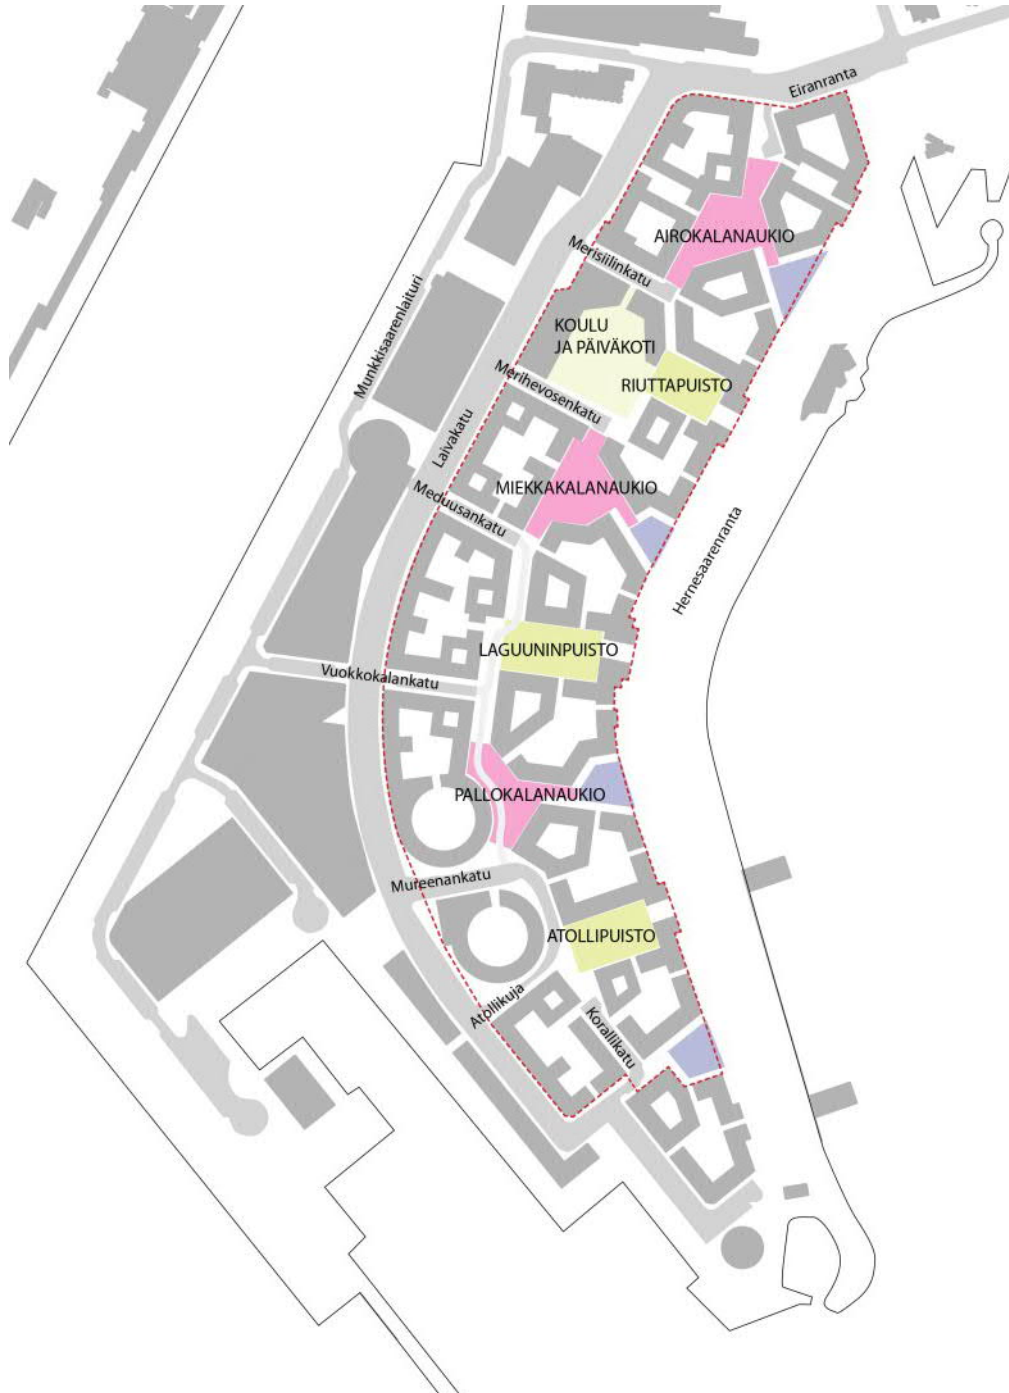 Eiranranta
AIROKALANAUKIO
Merisiilinkatu
Munkkisaarenlaituri
KOULU
JA PÄIVÄKOTI
RIUTTAPUISTO
Merihevosenkatu
Laivakatu
MIEKKAKALANAUKIO
Meduusankatu
Hernesaarenranta
LAGUUNINPUISTO
Vuokkokalankatu
PALLOKALANAUKIO
Mureenankatu
ATOLLIPUISTO
Atollikuja
Korallikatu